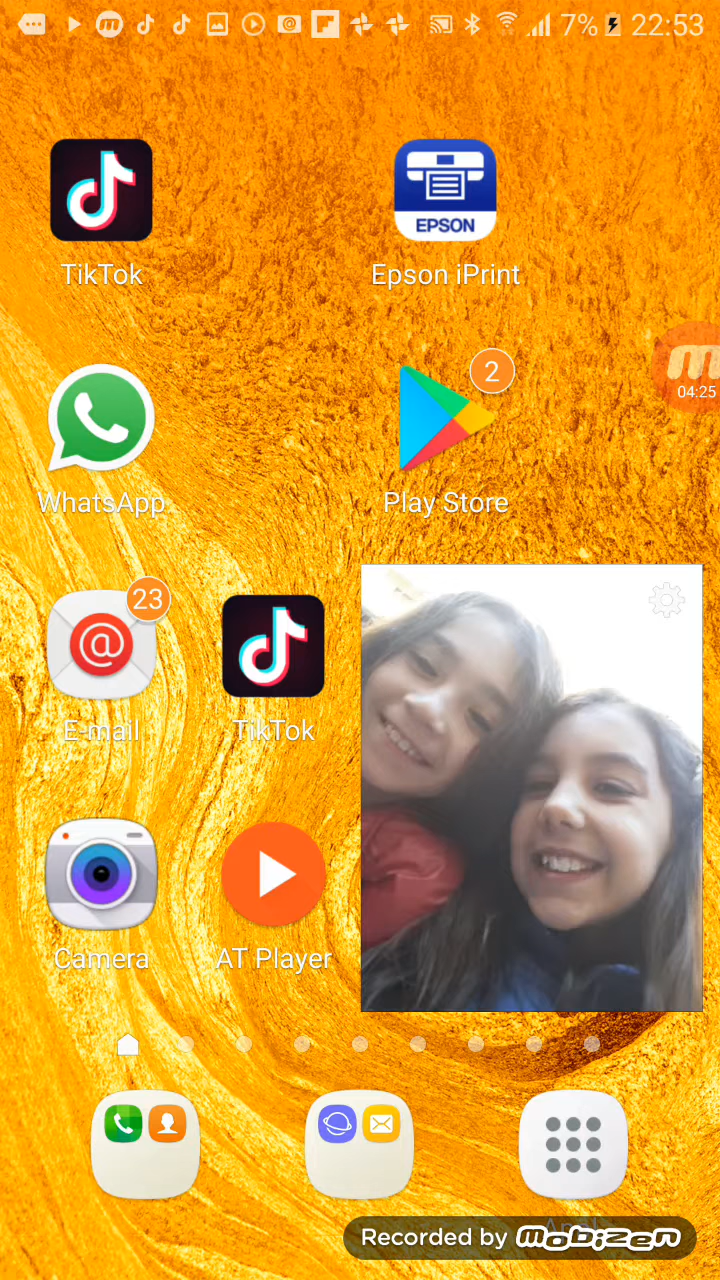 7% 22:53
EPSON
TikTok
Epson iPrint
2
04:25
WhatsApp
Play Store
23
E-mail
TikTok
Camera
AT Player
Recorded by mobizen